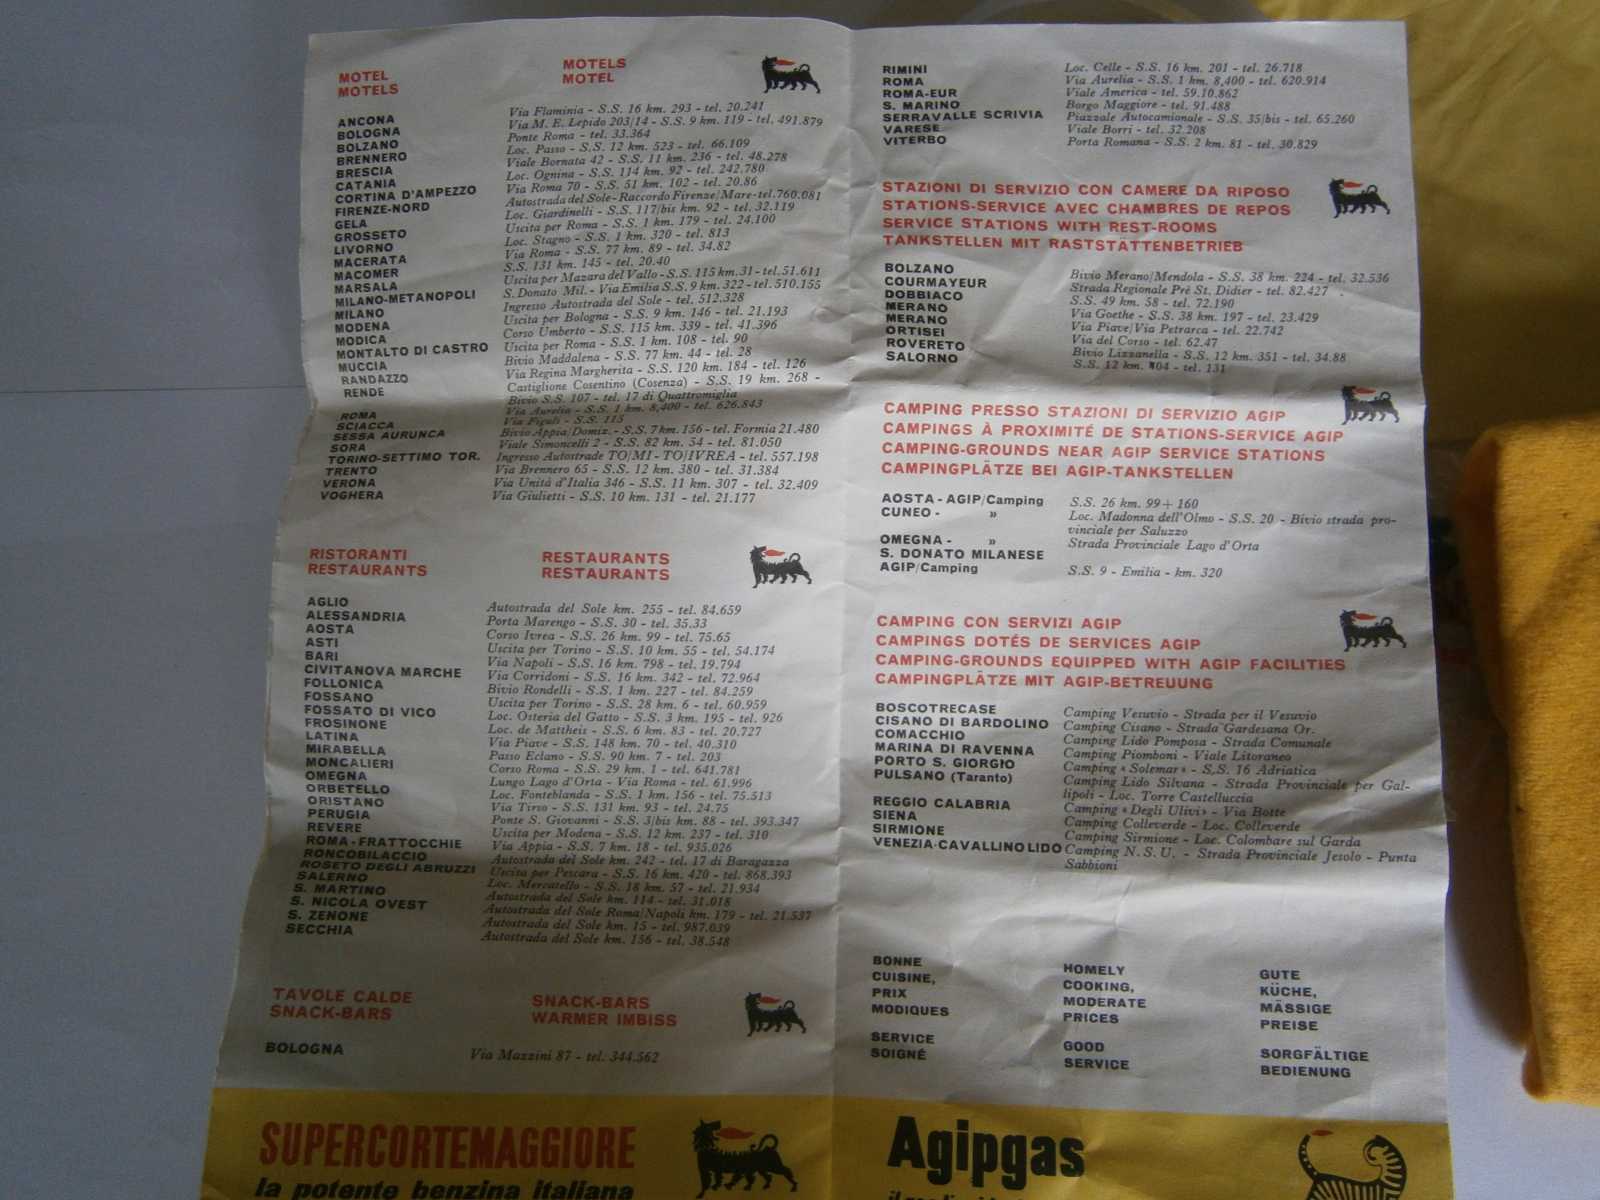 MOTEL
MOTELS
MOTELS
MOTEL
ANCONA Via Flaminia - S.S. 16 km. 293 - tel. 20.241
BOLOGNA Via M. E. Lepido 203/14 - S.S. 9 km. 119 - tel. 491.879
BOLZANO Ponte Roma - tel. 33.364
BRENNERO Loc. Passo - S.S. 12 km. 523 - tel. 66.109
BRESCIA Viale Bornata 42 - S.S. 11 km. 236 - tel. 48.278
CATANIA Loc. Ognina - S.S. 114 km. 92 - tel. 242.780
CORTINA D'AMPEZZO Via Roma 70 - S.S. 51 km. 102 - tel. 20.86
FIRENZE-NORD Autostrada del Sole-Raccordo Firenze/Mare-tel.760.081
GELA Loc. Giardinelli - S.S. 117/bis km. 92 - tel. 32.119
GROSSETO Uscita per Roma - S.S. 1 km. 179 - tel. 24.100
LIVORNO Loc. Stagno - S.S. 1 km. 320 - tel. 813
MACERATA Via Roma - S.S. 77 km. 89 - tel. 34.82
MACOMER S.S. 131 km. 145 - tel. 20.40
MARSALA Uscita per Mazara del Vallo - S.S. 115 km. 31 - tel. 51.611
MILANO-METANOPOLI S. Donato Mil. - Via Emilia S.S. 9 km. 322 - tel. 510.155
MILANO Ingresso Autostrada del Sole - tel. 512.328
MODENA Uscita per Bologna - S.S. 9 km. 146 - tel. 21.193
MODICA Corso Umberto - S.S. 115 km. 339 - tel. 41.396
MONTALTO DI CASTRO Uscita per Roma - S.S. 1 km. 108 - tel. 90
MUCCIA Bivio Maddalena - S.S. 77 km. 44 - tel. 28
RANDAZZO Via Regina Margherita - S.S. 120 km. 184 - tel. 126
RENDE Castiglione Cosentino (Cosenza) - S.S. 19 km. 268 -
Bivio S.S. 107 - tel. 17 di Quattromiglia
ROMA Via Aurelia - S.S. 1 km. 8,400 - tel. 626.843
SCIACCA Via Figuli - S.S. 115
SESSA AURUNCA Bivio Appia/Domiz. - S.S. 7 km. 156 - tel. Formia 21.480
SORA Viale Simoncelli 2 - S.S. 82 km. 54 - tel. 81.050
TORINO-SETTIMO TOR. Ingresso Autostrade TO/MI - TO/IVREA - tel. 557.198
TRENTO Via Brennero 65 - S.S. 12 km. 380 - tel. 31.384
VERONA Via Unità d'Italia 346 - S.S. 11 km. 307 - tel. 32.409
VOGHERA Via Giulietti - S.S. 10 km. 131 - tel. 21.177
RISTORANTI
RESTAURANTS
RESTAURANTS
RESTAURANTS
AGLIO Autostrada del Sole km. 255 - tel. 84.659
ALESSANDRIA Porta Marengo - S.S. 30 - tel. 35.33
AOSTA Corso Ivrea - S.S. 26 km. 99 - tel. 75.65
ASTI Uscita per Torino - S.S. 10 km. 55 - tel. 54.174
BARI Via Napoli - S.S. 16 km. 798 - tel. 19.794
CIVITANOVA MARCHE Via Corridoni - S.S. 16 km. 342 - tel. 72.964
FOLLONICA Bivio Rondelli - S.S. 1 km. 227 - tel. 84.259
FOSSANO Uscita per Torino - S.S. 28 km. 6 - tel. 60.959
FOSSATO DI VICO Loc. Osteria del Gatto - S.S. 3 km. 195 - tel. 926
FROSINONE Loc. de Mattheis - S.S. 6 km. 83 - tel. 20.727
LATINA Via Piave - S.S. 148 km. 70 - tel. 40.310
MIRABELLA Passo Eclano - S.S. 90 km. 7 - tel. 203
MONCALIERI Corso Roma - S.S. 29 km. 1 - tel. 641.781
OMEGNA Lungo Lago d'Orta - Via Roma - tel. 61.996
ORBETELLO Loc. Fonteblanda - S.S. 1 km. 156 - tel. 75.513
ORISTANO Via Tirso - S.S. 131 km. 93 - tel. 24.75
PERUGIA Ponte S. Giovanni - S.S. 3/bis km. 88 - tel. 393.347
REVERE Uscita per Modena - S.S. 12 km. 237 - tel. 310
ROMA-FRATTOCCHIE Via Appia - S.S. 7 km. 18 - tel. 935.026
RONCOBILACCIO Autostrada del Sole km. 242 - tel. 17 di Baragazza
ROSETO DEGLI ABRUZZI Uscita per Pescara - S.S. 16 km. 420 - tel. 868.393
SALERNO Loc. Mercatello - S.S. 18 km. 57 - tel. 21.934
S. MARTINO Autostrada del Sole km. 114 - tel. 31.018
S. NICOLA OVEST Autostrada del Sole Roma/Napoli km. 179 - tel. 21.537
S. ZENONE Autostrada del Sole km. 15 - tel. 987.039
SECCHIA Autostrada del Sole km. 156 - tel. 38.548
TAVOLE CALDE
SNACK-BARS
SNACK-BARS
WARMER IMBISS
BOLOGNA Via Mazzini 87 - tel. 344.562
SUPERCORTEMAGGIORE
la potente benzina italiana
RIMINI Loc. Celle - S.S. 16 km. 201 - tel. 26.718
ROMA Via Aurelia - S.S. 1 km. 8,400 - tel. 620.914
ROMA-EUR Viale America - tel. 59.10.862
S. MARINO Borgo Maggiore - tel. 91.488
SERRAVALLE SCRIVIA Piazzale Autocamionale - S.S. 35/bis - tel. 65.260
VARESE Viale Borri - tel. 32.208
VITERBO Porta Romana - S.S. 2 km. 81 - tel. 30.829
STAZIONI DI SERVIZIO CON CAMERE DA RIPOSO
STATIONS-SERVICE AVEC CHAMBRES DE REPOS
SERVICE STATIONS WITH REST-ROOMS
TANKSTELLEN MIT RASTSTÄTTENBETRIEB
BOLZANO Bivio Merano/Mendola - S.S. 38 km. 224 - tel. 32.536
COURMAYEUR Strada Regionale Pré St. Didier - tel. 82.427
DOBBIACO S.S. 49 km. 58 - tel. 72.190
MERANO Via Goethe - S.S. 38 km. 197 - tel. 23.429
MERANO Via Piave/Via Petrarca - tel. 22.742
ORTISEI Via del Corso - tel. 62.47
ROVERETO Bivio Lizzanella - S.S. 12 km. 351 - tel. 34.88
SALORNO S.S. 12 km. 404 - tel. 131
CAMPING PRESSO STAZIONI DI SERVIZIO AGIP
CAMPINGS À PROXIMITÉ DE STATIONS-SERVICE AGIP
CAMPING-GROUNDS NEAR AGIP SERVICE STATIONS
CAMPINGPLÄTZE BEI AGIP-TANKSTELLEN
AOSTA - AGIP/Camping S.S. 26 km. 99 + 160
CUNEO - » Loc. Madonna dell'Olmo - S.S. 20 - Bivio strada pro-
vinciale per Saluzzo
OMEGNA - » Strada Provinciale Lago d'Orta
S. DONATO MILANESE
AGIP/Camping S.S. 9 - Emilia - km. 320
CAMPING CON SERVIZI AGIP
CAMPINGS DOTÉS DE SERVICES AGIP
CAMPING-GROUNDS EQUIPPED WITH AGIP FACILITIES
CAMPINGPLÄTZE MIT AGIP-BETREUUNG
BOSCOTRECASE Camping Vesuvio - Strada per il Vesuvio
CISANO DI BARDOLINO Camping Cisano - Strada Gardesana Or.
COMACCHIO Camping Lido Pomposa - Strada Comunale
MARINA DI RAVENNA Camping Piomboni - Viale Litoraneo
PORTO S. GIORGIO Camping « Solemar » - S.S. 16 Adriatica
PULSANO (Taranto) Camping Lido Silvana - Strada Provinciale per Gal-
lipoli - Loc. Torre Castelluccia
REGGIO CALABRIA Camping « Degli Ulivi » - Via Botte
SIENA Camping Colleverde - Loc. Colleverde
SIRMIONE Camping Sirmione - Loc. Colombare sul Garda
VENEZIA-CAVALLINO LIDO Camping N.S.U. - Strada Provinciale Jesolo - Punta
Sabbioni
BONNE
CUISINE,
PRIX
MODIQUES
SERVICE
SOIGNÉ
HOMELY
COOKING,
MODERATE
PRICES
GOOD
SERVICE
GUTE
KÜCHE,
MÄSSIGE
PREISE
SORGFÄLTIGE
BEDIENUNG
Agipgas